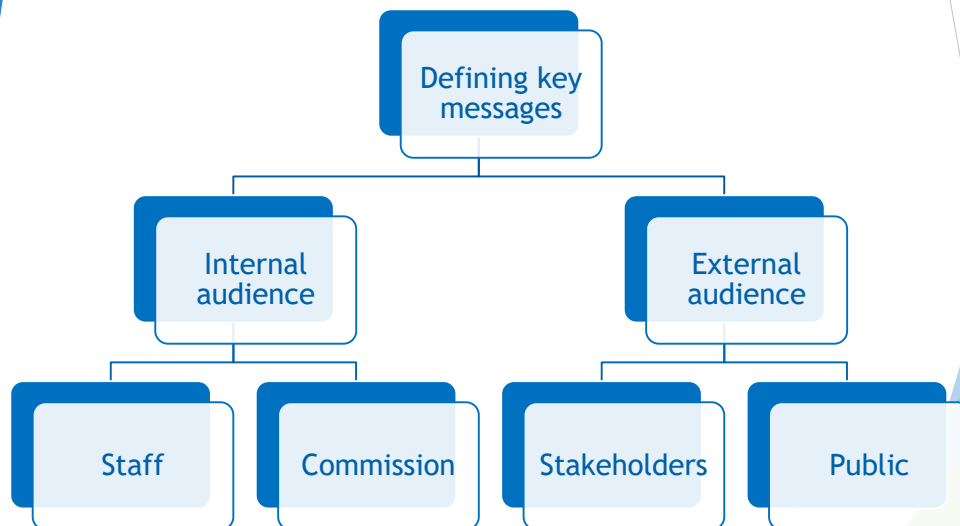 Defining key
messages
Internal
audience
External
audience
Staff
Commission
Stakeholders
Public